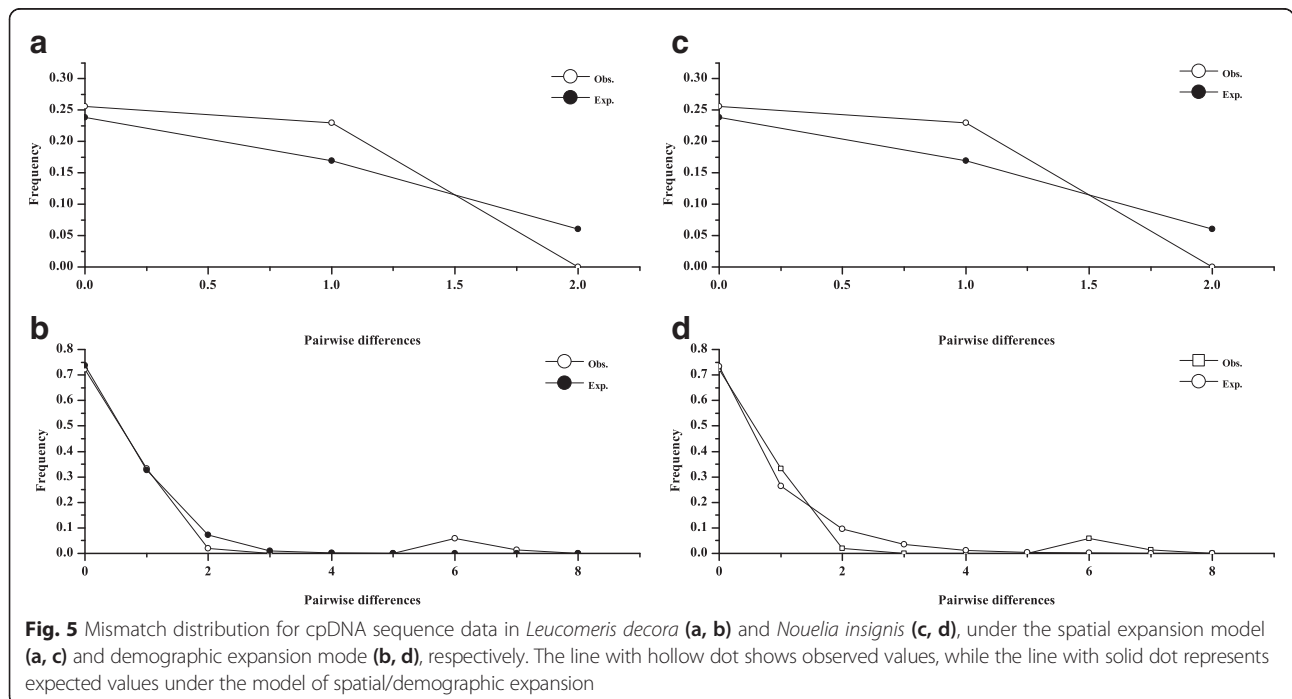 a
0.30
0.25
0.20
0.15
0.10
0.05
0.00
Frequency
Obs.
Exp.
0.0 0.5 1.0 1.5 2.0
Pairwise differences
c
0.30
0.25
0.20
0.15
0.10
0.05
0.00
Frequency
Obs.
Exp.
0.0 0.5 1.0 1.5 2.0
Pairwise differences
b
0.8
0.7
0.6
0.5
0.4
0.3
0.2
0.1
0.0
Frequency
Obs.
Exp.
0 2 4 6 8
Pairwise differences
d
0.8
0.7
0.6
0.5
0.4
0.3
0.2
0.1
0.0
Frequency
Obs.
Exp.
0 2 4 6 8
Pairwise differences
Fig. 5 Mismatch distribution for cpDNA sequence data in Leucomeris decora (a, b) and Nouelia insignis (c, d), under the spatial expansion model
(a, c) and demographic expansion mode (b, d), respectively. The line with hollow dot shows observed values, while the line with solid dot represents
expected values under the model of spatial/demographic expansion